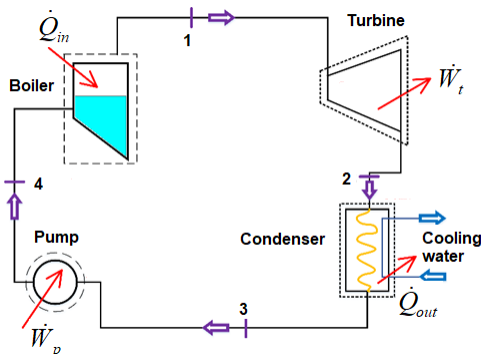 Turbine
Q̇in
1
Boiler
Ẇt
2
4
Pump
Condenser
Cooling
water
3
Q̇out
Ẇp